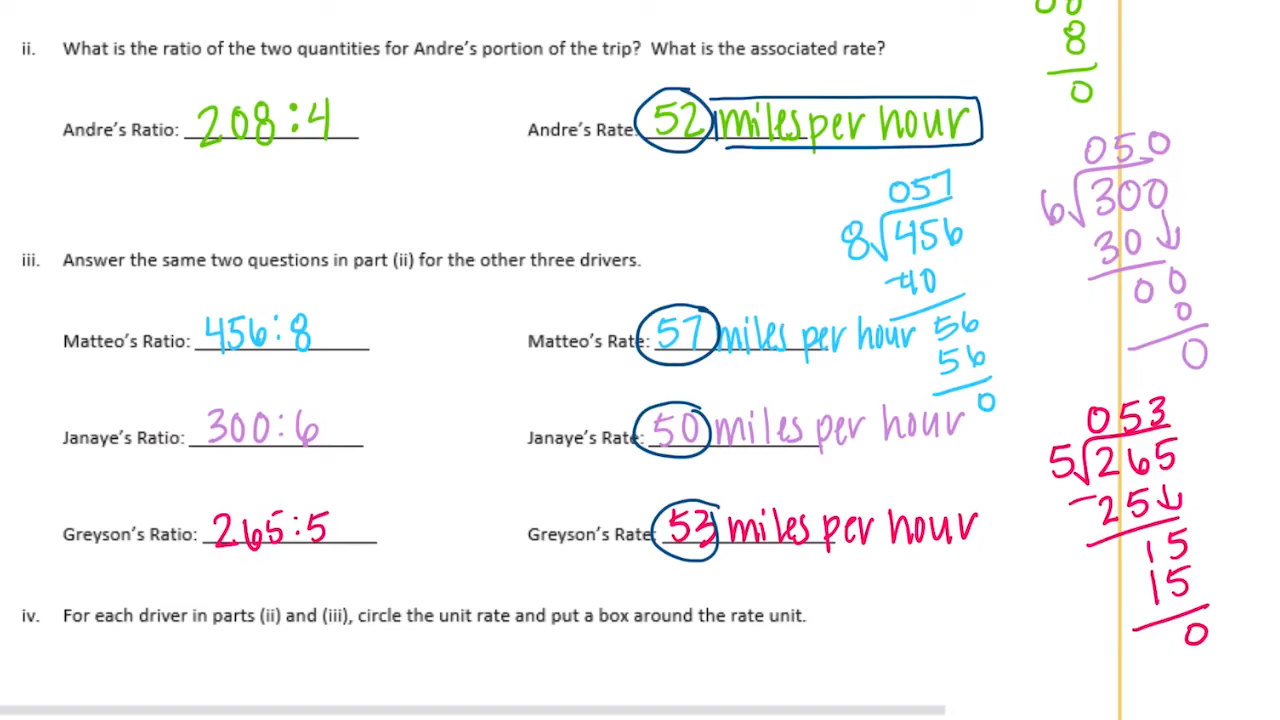 ii. What is the ratio of the two quantities for Andre's portion of the trip? What is the associated rate?
Andre's Ratio: 208:4 Andre's Rate: 52 miles per hour
iii. Answer the same two questions in part (ii) for the other three drivers.
Matteo's Ratio: 456:8 Matteo's Rate: 57 miles per hour
Janaye's Ratio: 300:6 Janaye's Rate: 50 miles per hour
Greyson's Ratio: 265:5 Greyson's Rate: 53 miles per hour
iv. For each driver in parts (ii) and (iii), circle the unit rate and put a box around the rate unit.
057
8√456
-40
56
56
0
8
0
050
6√300
30
00
0
0
053
5√265
-25
15
15
0